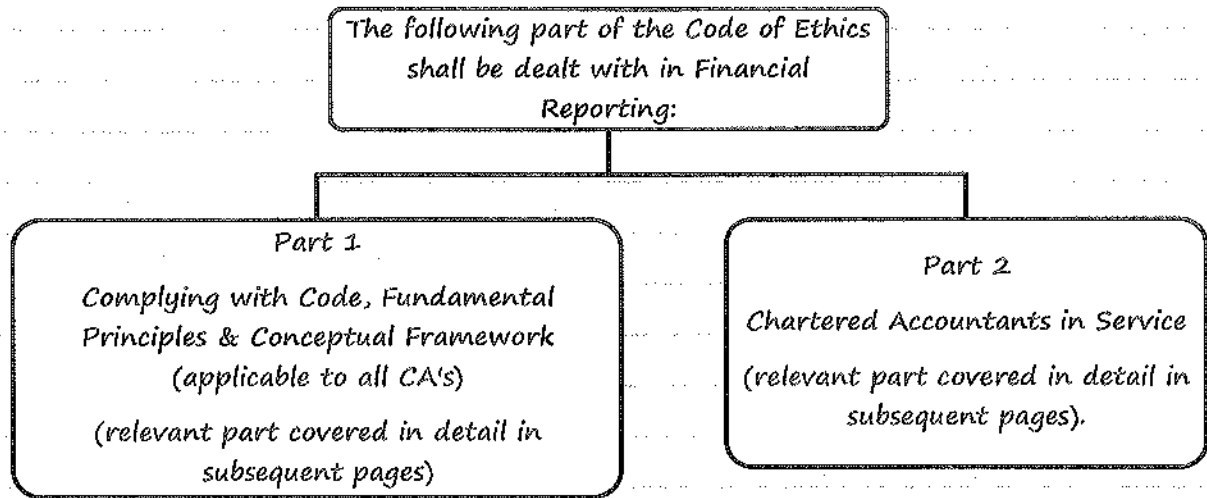 The following part of the Code of Ethics
shall be dealt with in Financial
Reporting:
Part 1
Complying with Code, Fundamental
Principles & Conceptual Framework
(applicable to all CA's)
(relevant part covered in detail in
subsequent pages)
Part 2
Chartered Accountants in Service
(relevant part covered in detail in
subsequent pages).